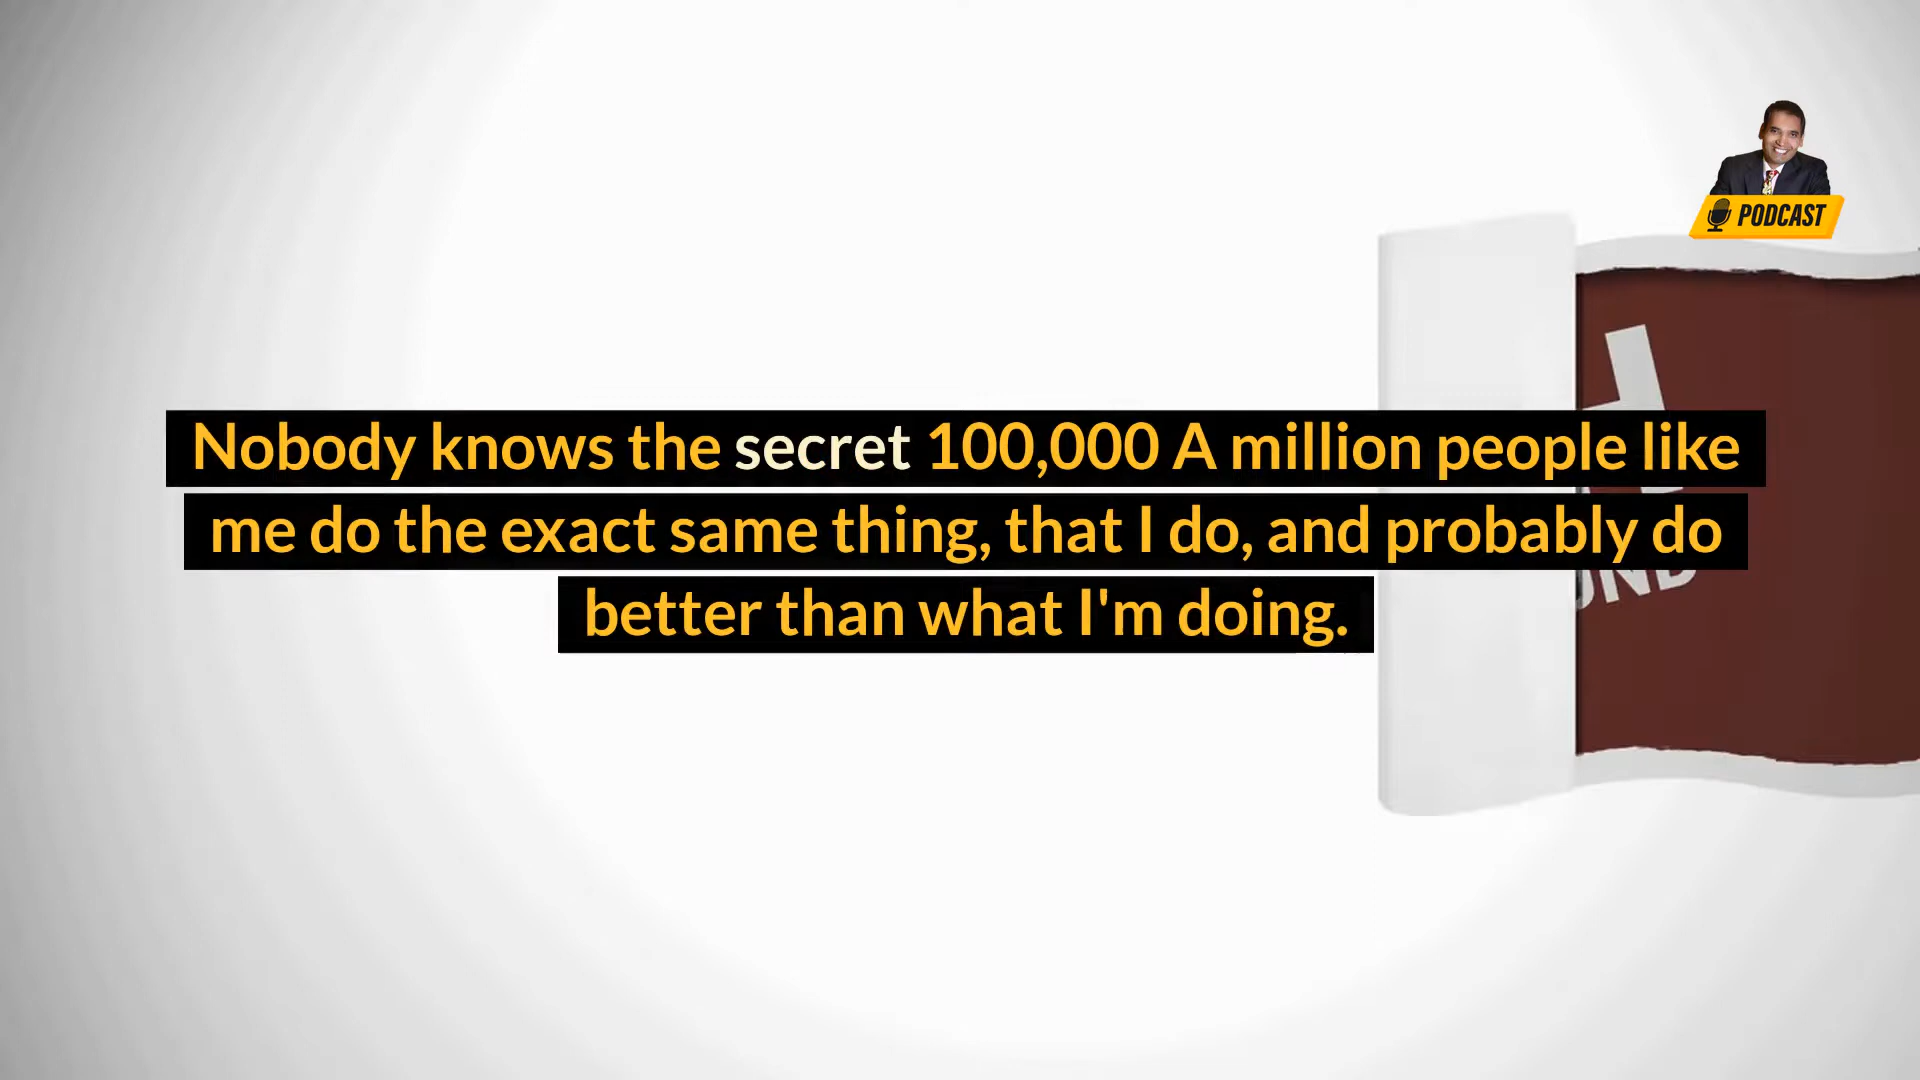 PODCAST
Nobody knows the secret 100,000 A million people like
me do the exact same thing, that I do, and probably do
better than what I'm doing.